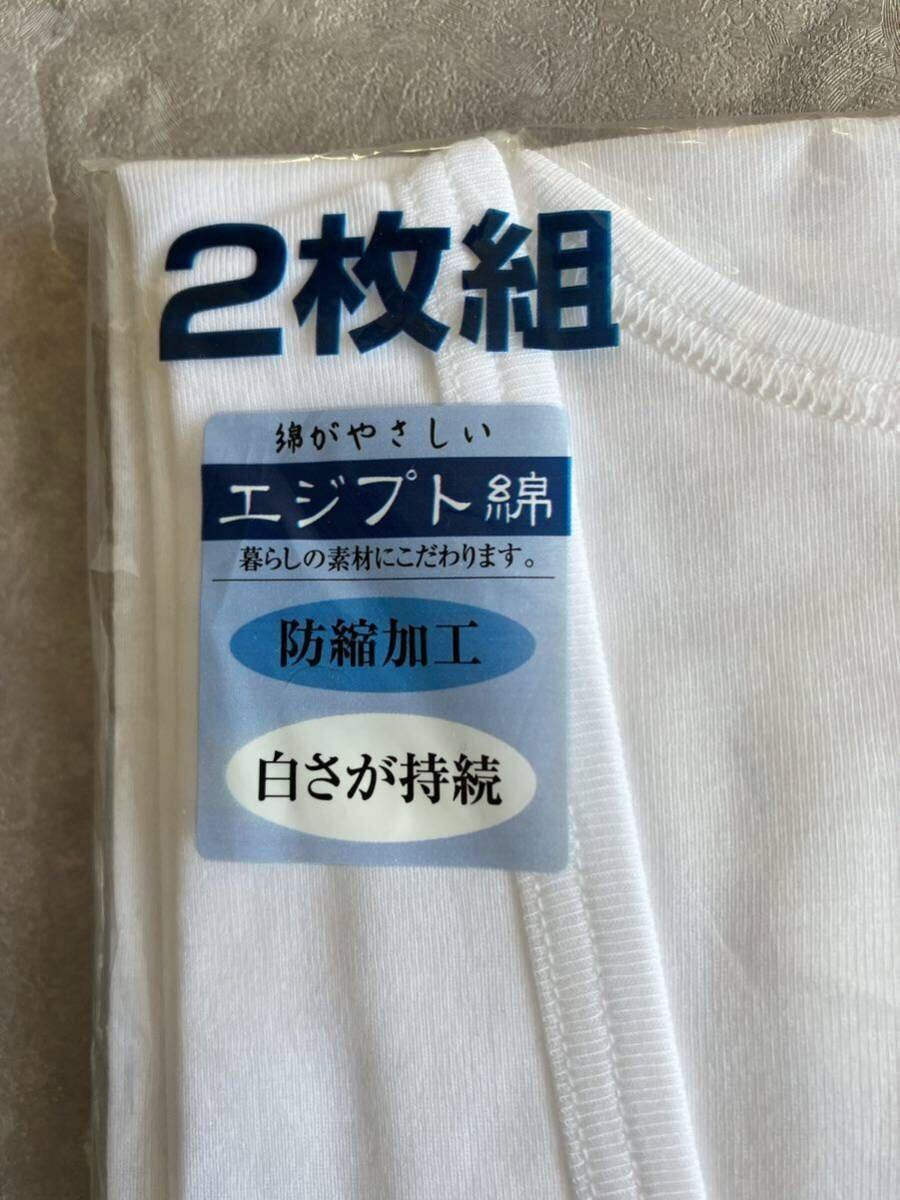 2枚組
綿がやさしい
エジプト綿
暮らしの素材にこだわります。
防縮加工
白さが持続